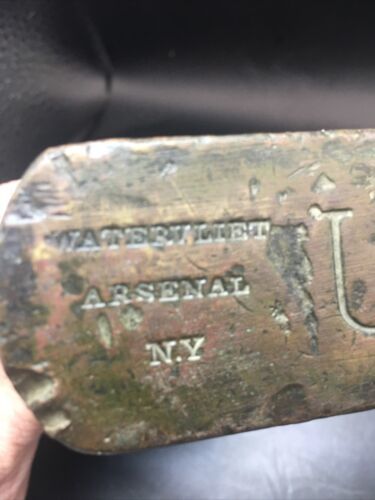 WATERVLIET
ARSENAL
N.Y
U